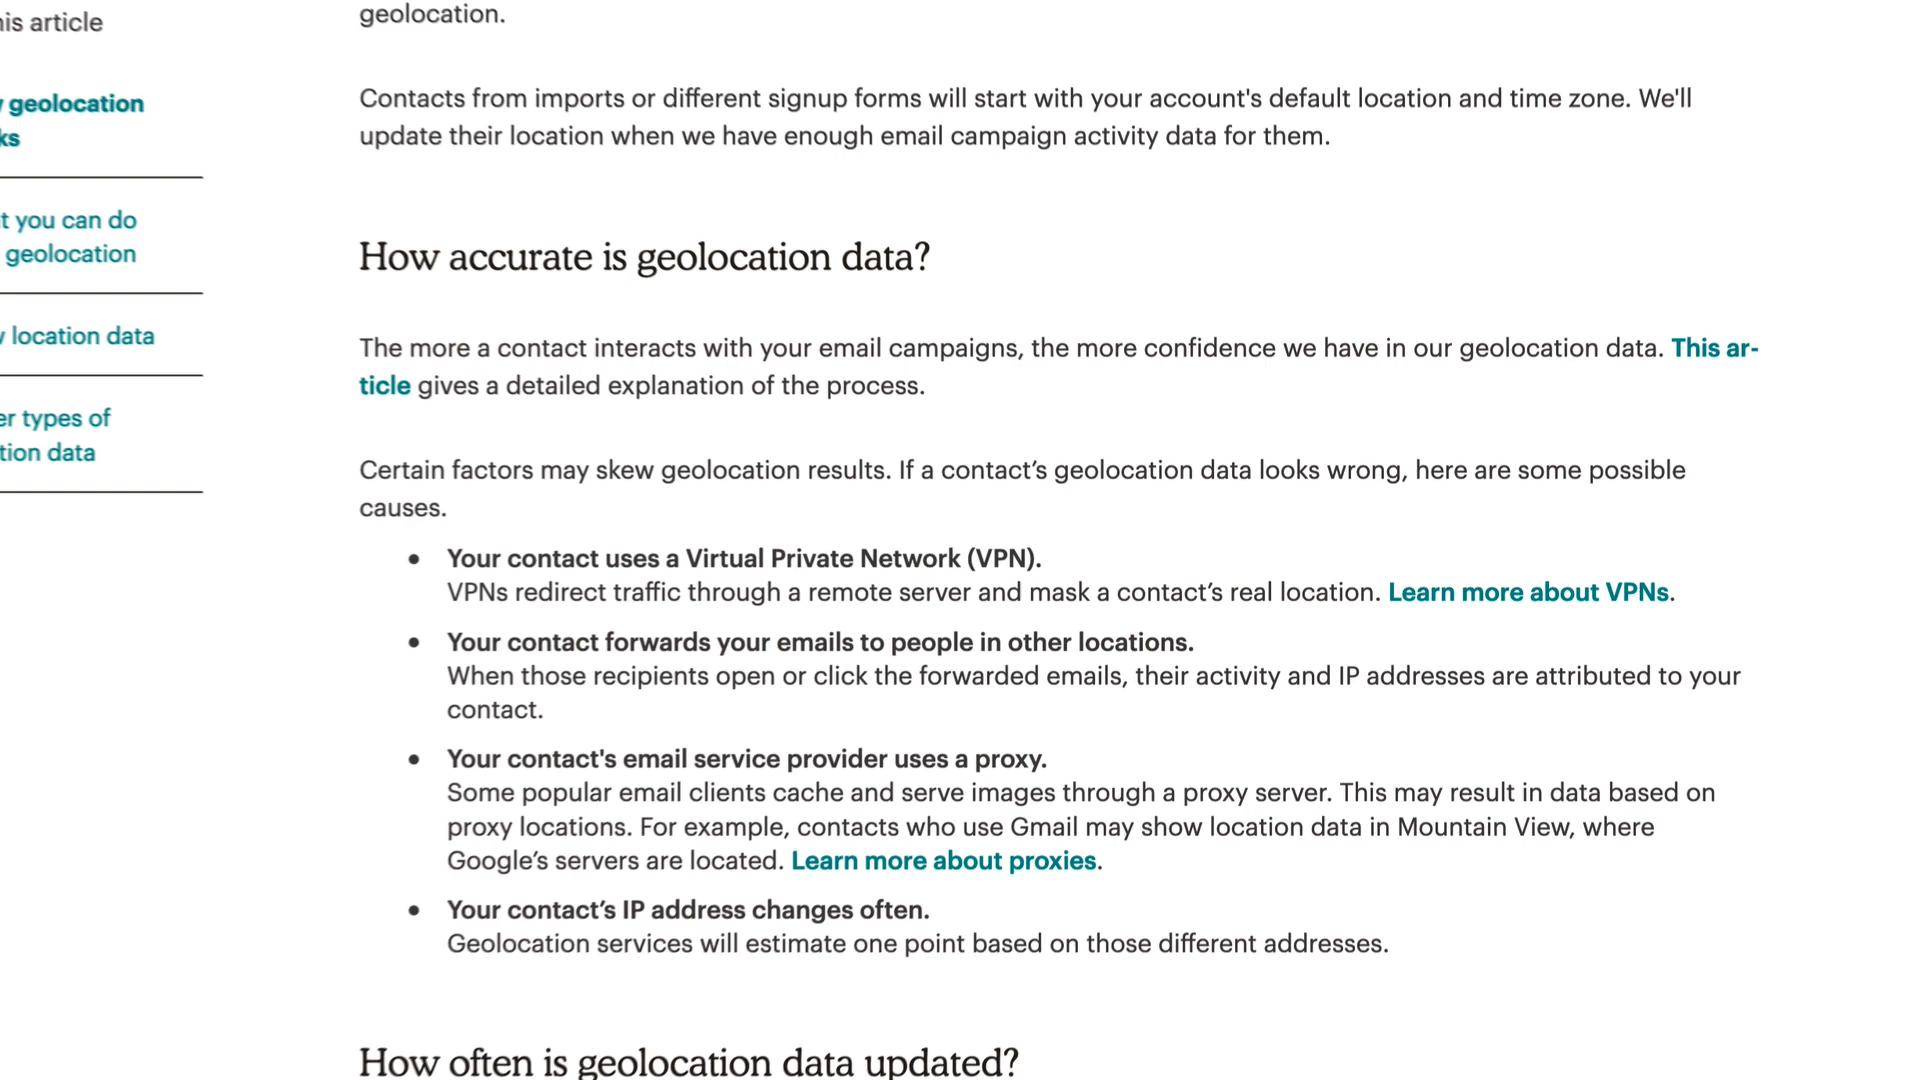 his article
geolocation
ks
t you can do
geolocation
location data
er types of
tion data
geolocation.
Contacts from imports or different signup forms will start with your account's default location and time zone. We'll
update their location when we have enough email campaign activity data for them.
How accurate is geolocation data?
The more a contact interacts with your email campaigns, the more confidence we have in our geolocation data. This ar-
ticle gives a detailed explanation of the process.
Certain factors may skew geolocation results. If a contact’s geolocation data looks wrong, here are some possible
causes.
• Your contact uses a Virtual Private Network (VPN).
VPNs redirect traffic through a remote server and mask a contact’s real location. Learn more about VPNs.
• Your contact forwards your emails to people in other locations.
When those recipients open or click the forwarded emails, their activity and IP addresses are attributed to your
contact.
• Your contact's email service provider uses a proxy.
Some popular email clients cache and serve images through a proxy server. This may result in data based on
proxy locations. For example, contacts who use Gmail may show location data in Mountain View, where
Google’s servers are located. Learn more about proxies.
• Your contact’s IP address changes often.
Geolocation services will estimate one point based on those different addresses.
How often is geolocation data updated?